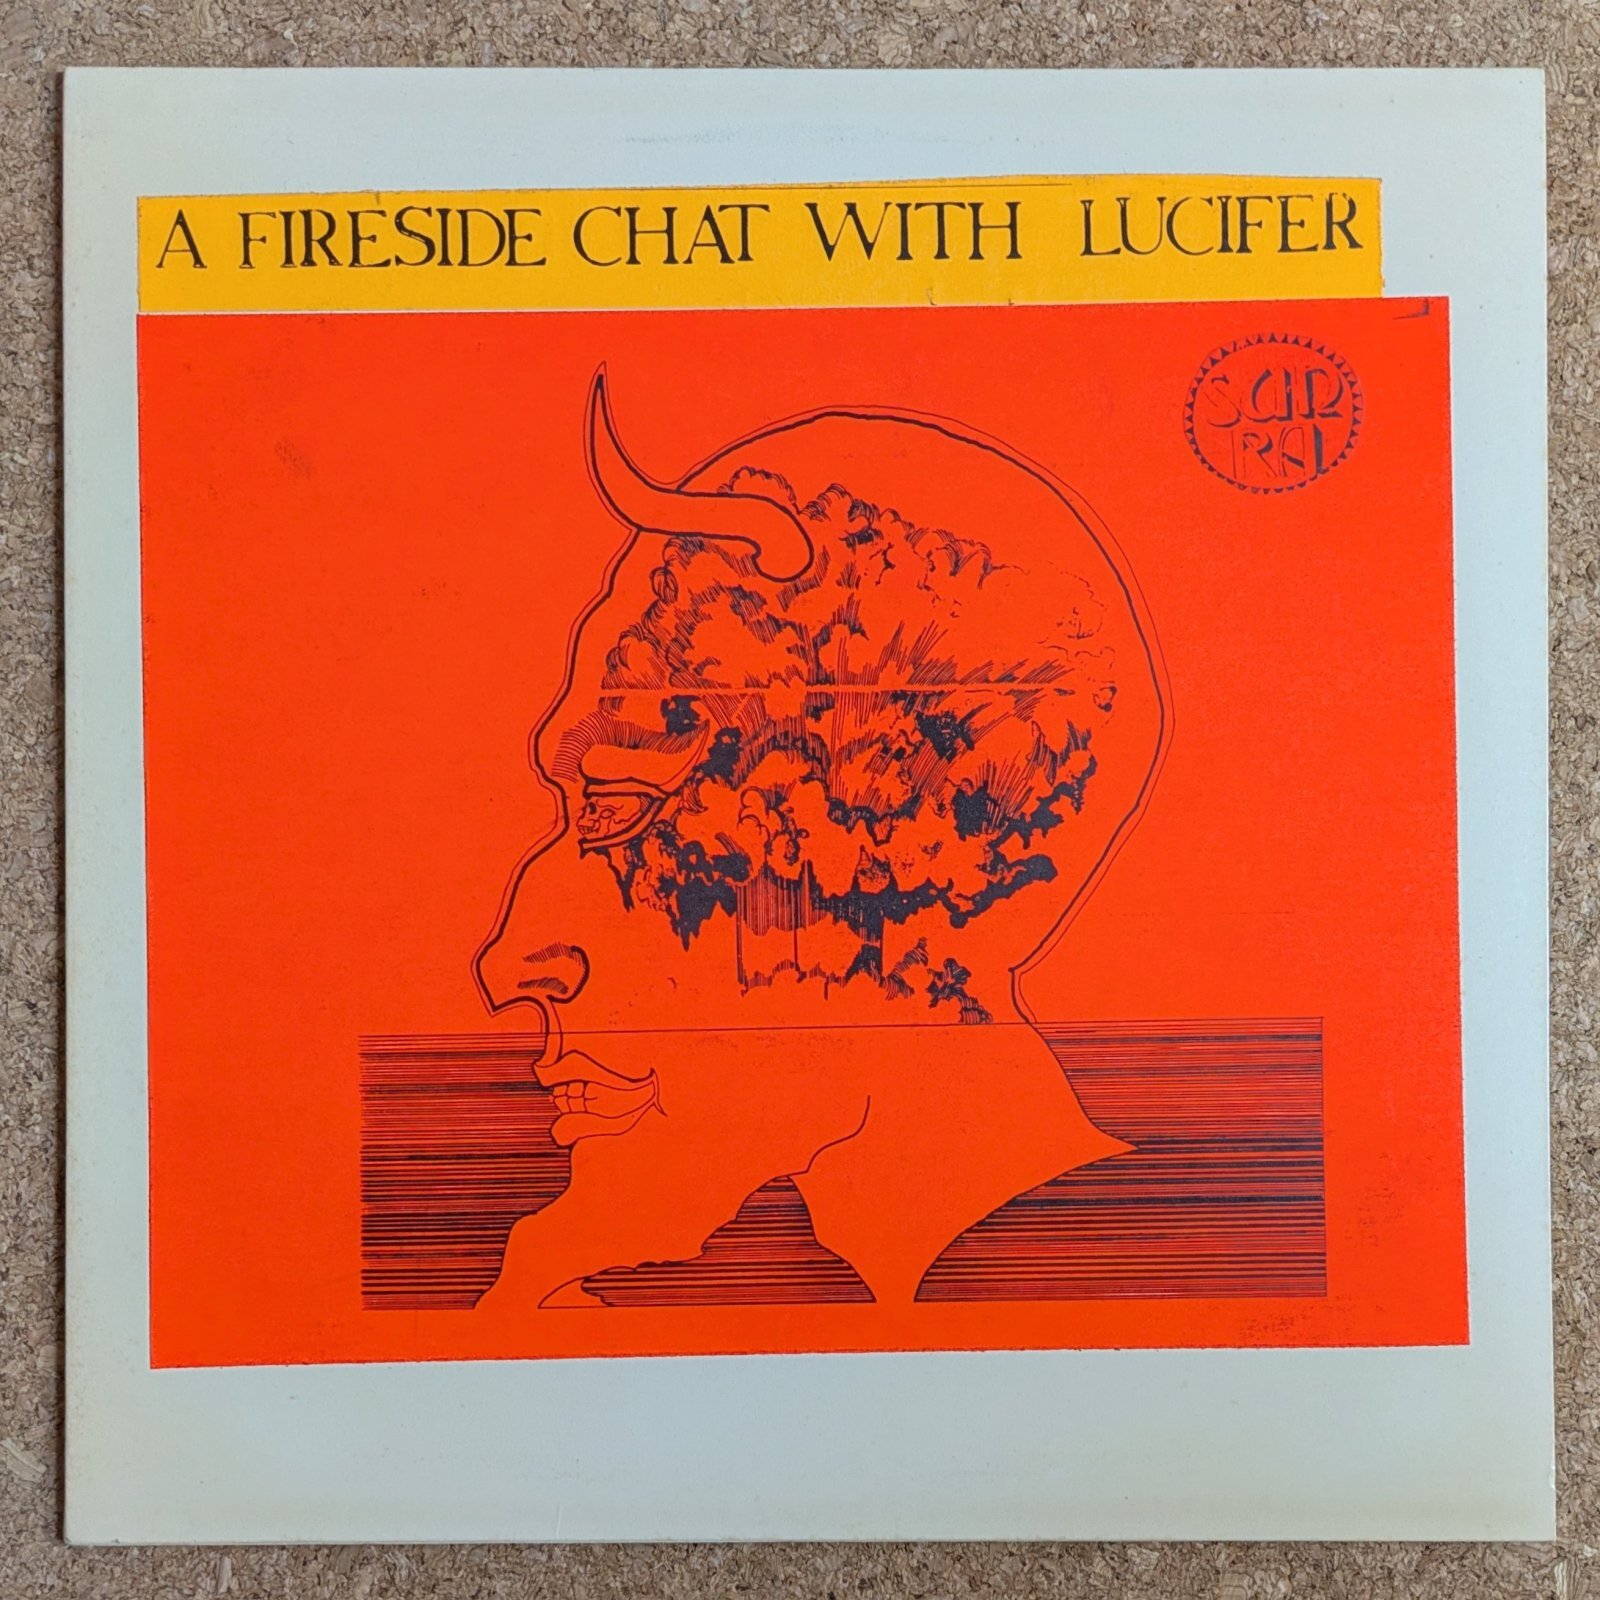 A FIRESIDE CHAT WITH LUCIFER
SUN
RA